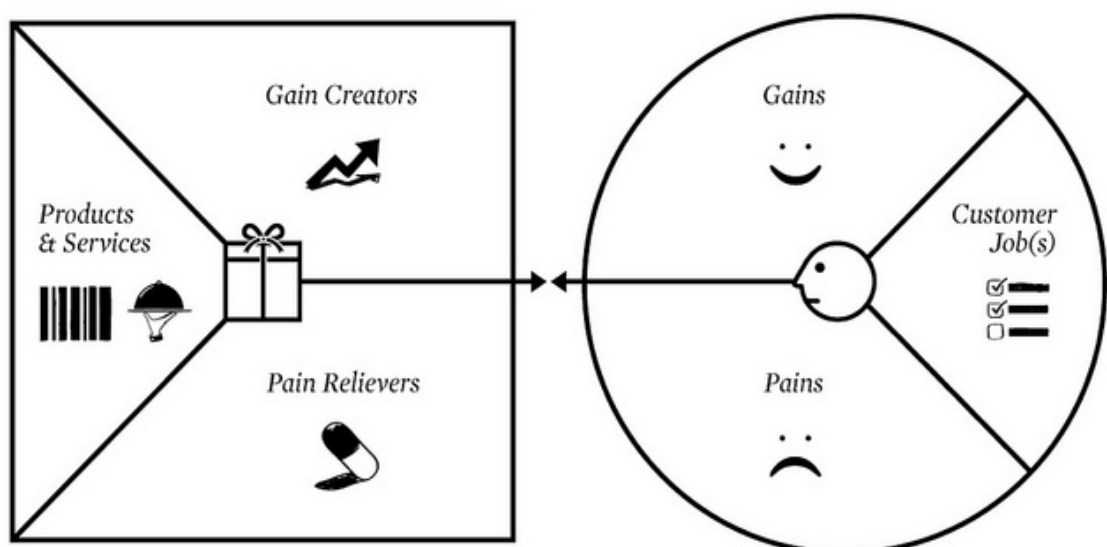 Gain Creators
Products
& Services
Pain Relievers
Gains
Customer
Job(s)
Pains